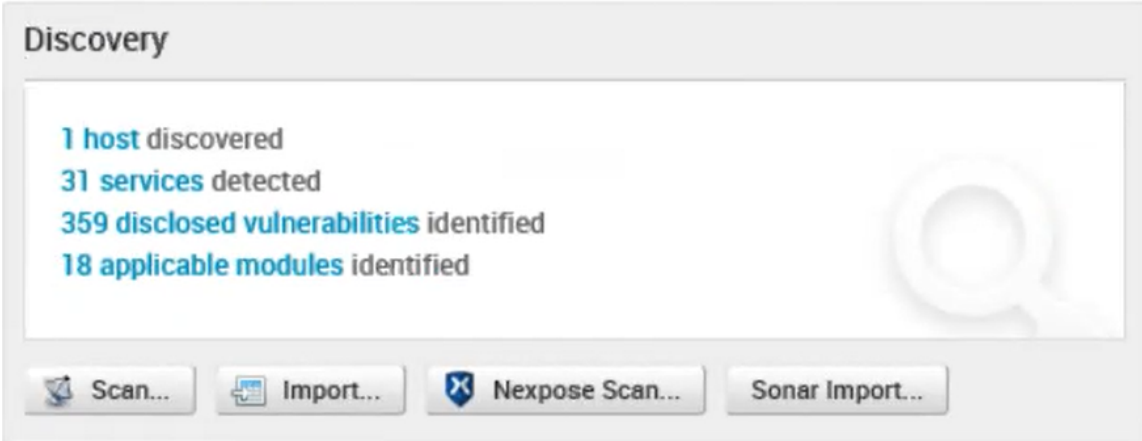 Discovery
1 host discovered
31 services detected
359 disclosed vulnerabilities identified
18 applicable modules identified
Scan... Import... Nexpose Scan... Sonar Import...